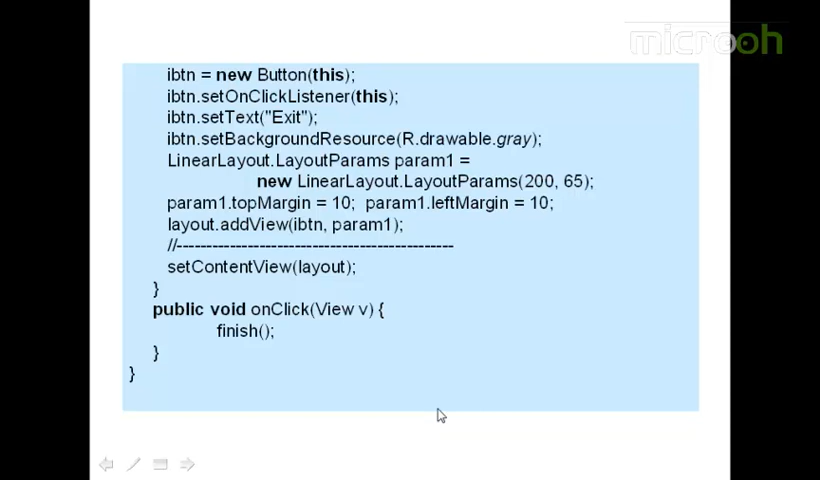 microoh
ibtn = new Button(this);
ibtn.setOnClickListener(this);
ibtn.setText("Exit");
ibtn.setBackgroundResource(R.drawable.gray);
LinearLayout.LayoutParams param1 =
new LinearLayout.LayoutParams(200, 65);
param1.topMargin = 10;  param1.leftMargin = 10;
layout.addView(ibtn, param1);
//-----------------------------------------------
setContentView(layout);
}
public void onClick(View v) {
finish();
}
}